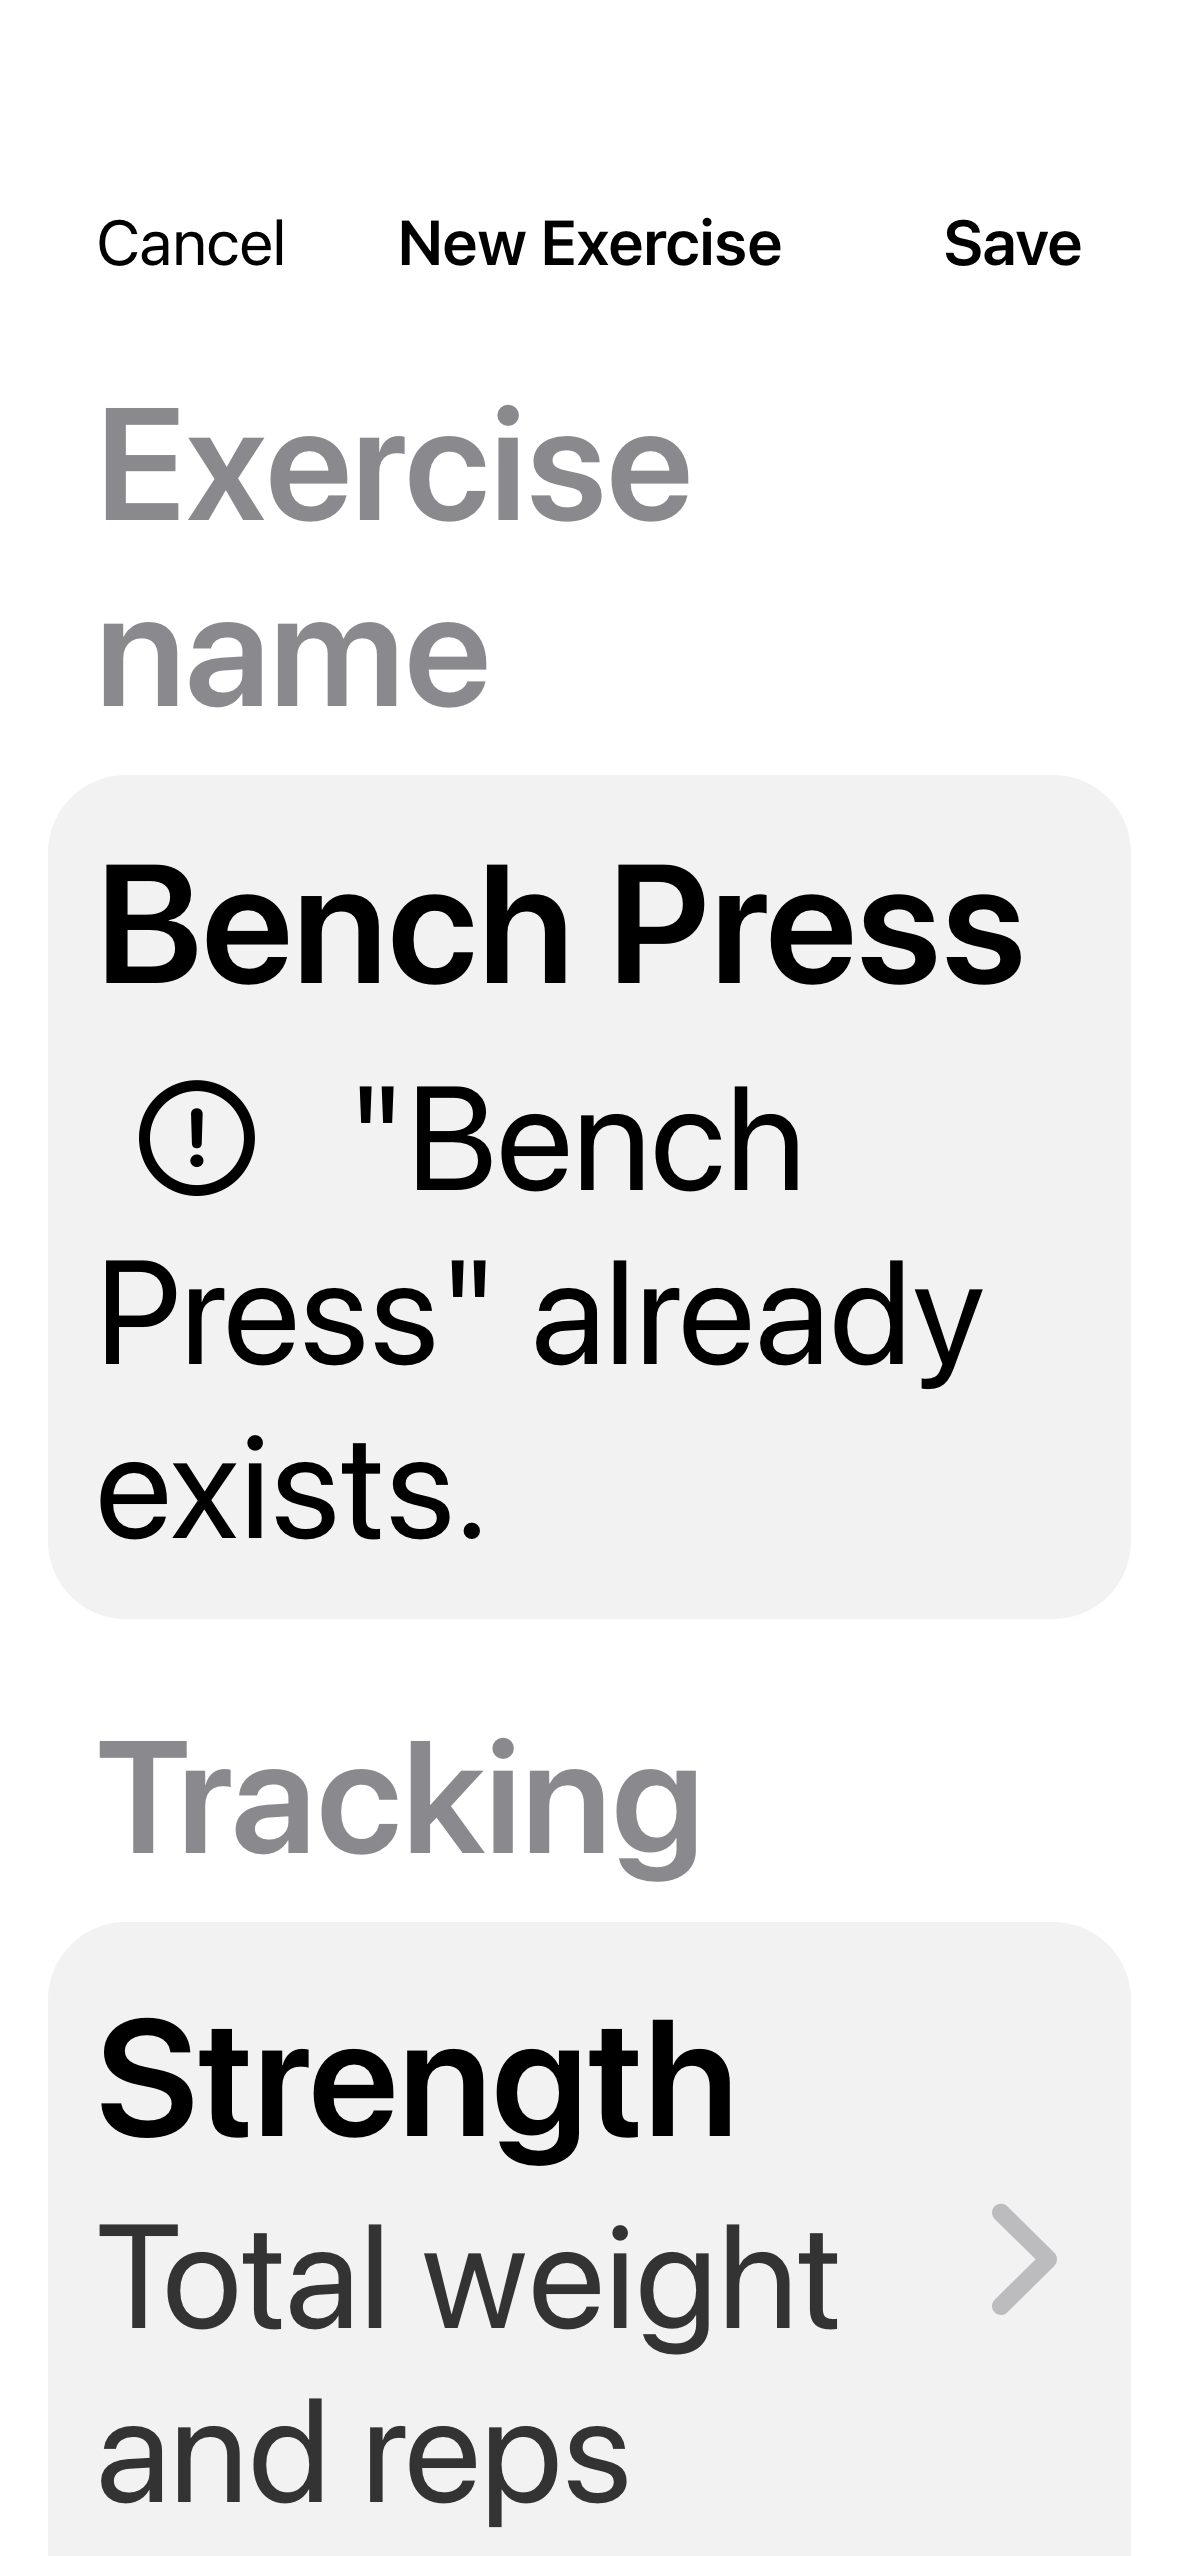 Cancel New Exercise Save
Exercise
name
Bench Press
"Bench
Press" already
exists.
Tracking
Strength
Total weight
and reps